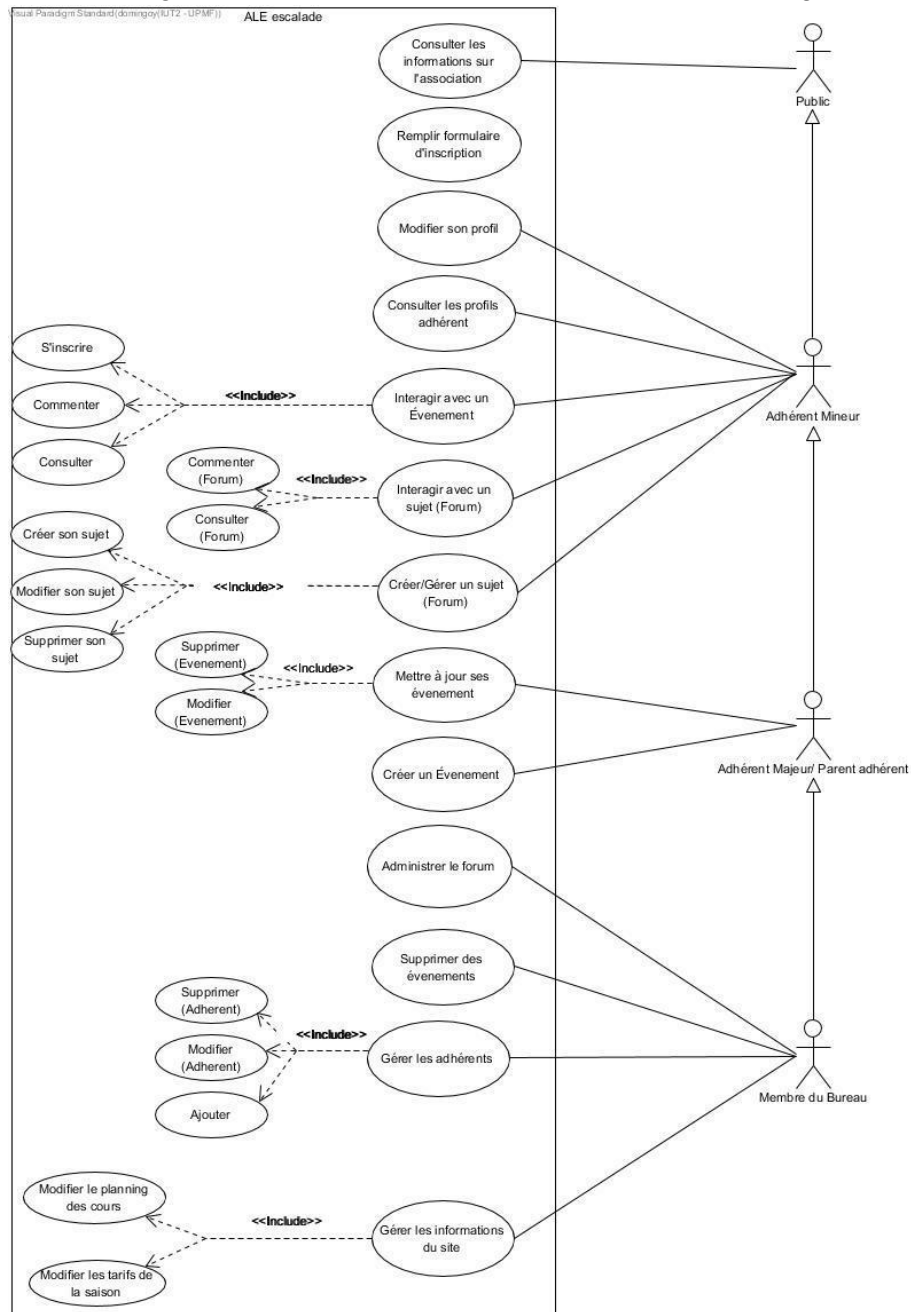 Visual Paradigm Standard(domingoy(IUT2 - UPMF))
ALE escalade
Consulter les
informations sur
l'association
Public
Remplir formulaire
d'inscription
Modifier son profil
Consulter les profils
adhérent
S'inscrire
Commenter
Consulter
<<Include>>
Interagir avec un
Évenement
Adhérent Mineur
Commenter
(Forum)
Consulter
(Forum)
<<Include>>
Interagir avec un
sujet (Forum)
Créer son sujet
Modifier son sujet
Supprimer son
sujet
<<Include>>
Créer/Gérer un sujet
(Forum)
Supprimer
(Evenement)
Modifier
(Evenement)
<<Include>>
Mettre à jour ses
évenement
Créer un Évenement
Adhérent Majeur/ Parent adhérent
Administrer le forum
Supprimer des
évenements
Supprimer
(Adherent)
Modifier
(Adherent)
Ajouter
<<Include>>
Gérer les adhérents
Membre du Bureau
Modifier le planning
des cours
Modifier les tarifs de
la saison
<<Include>>
Gérer les informations
du site